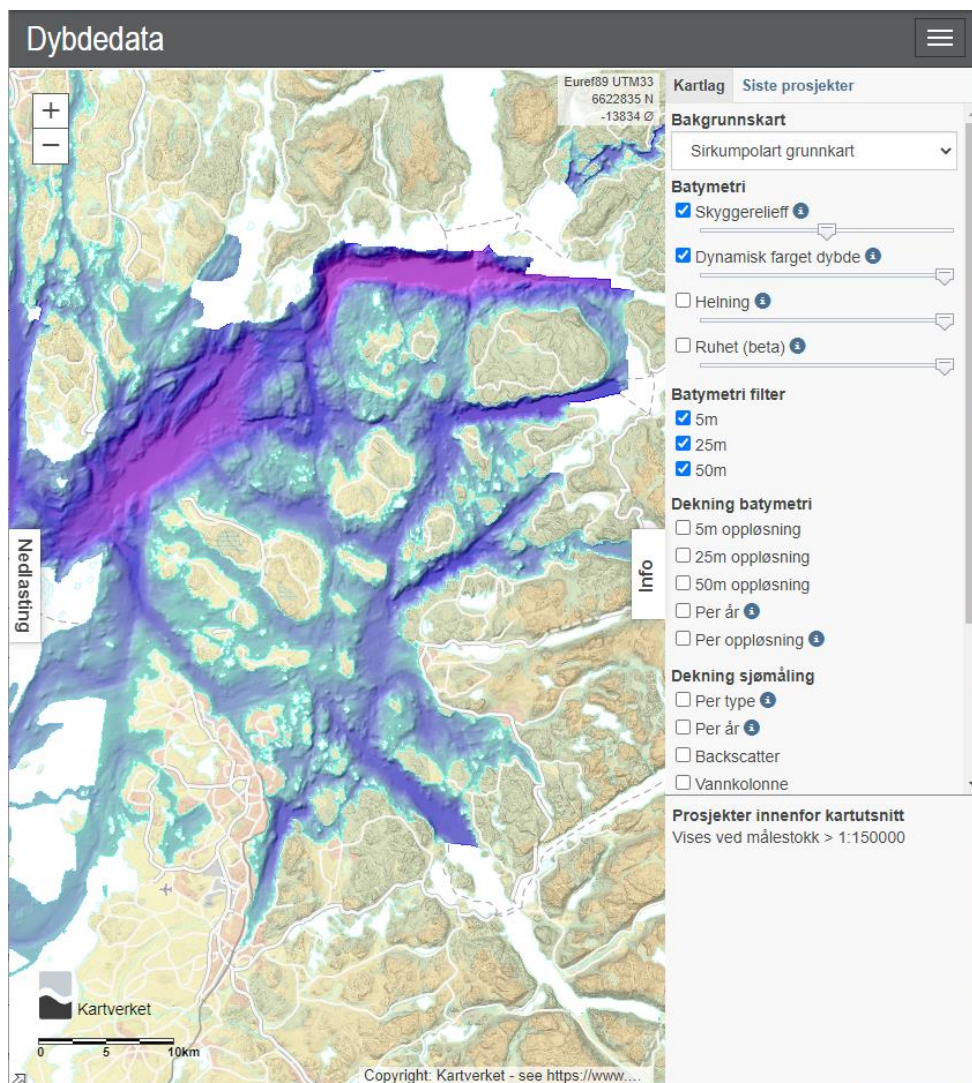 Dybdedata
+
−
Euref89 UTM33
6622835 N
-13834 Ø
Nedlasting
Info
Kartverket
0 5 10km
Copyright: Kartverket - see https://www....
Kartlag Siste prosjekter
Bakgrunnskart
Sirkumpolart grunnkart
Batymetri
Skyggerelieff
Dynamisk farget dybde
Helning
Ruhet (beta)
Batymetri filter
5m
25m
50m
Dekning batymetri
5m oppløsning
25m oppløsning
50m oppløsning
Per år
Per oppløsning
Dekning sjømåling
Per type
Per år
Backscatter
Vannkolonne
Prosjekter innenfor kartutsnitt
Vises ved målestokk > 1:150000